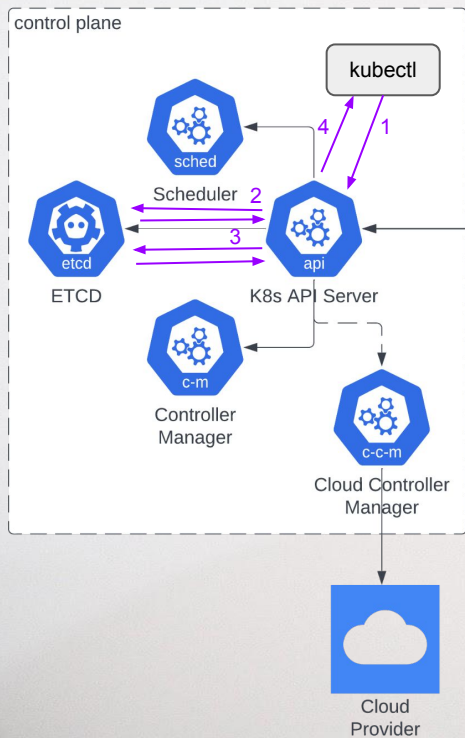 control plane
kubectl
4
1
sched
Scheduler
2
3
etcd
ETCD
api
K8s API Server
c-m
Controller
Manager
c-c-m
Cloud Controller
Manager
Cloud
Provider